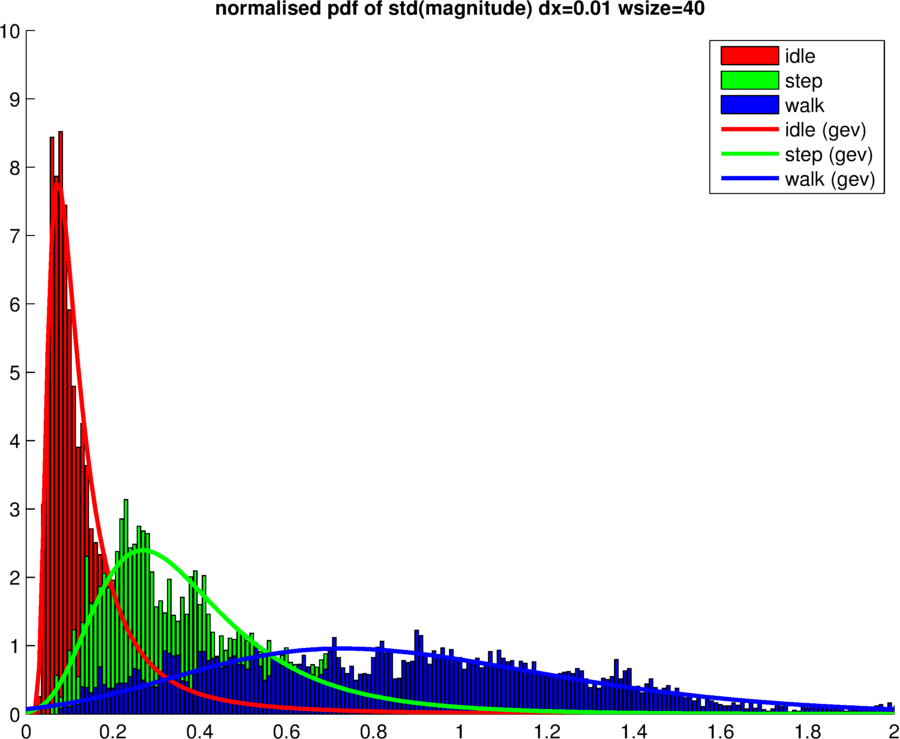 normalised pdf of std(magnitude) dx=0.01 wsize=40
10
9
8
7
6
5
4
3
2
1
0
idle
step
walk
idle (gev)
step (gev)
walk (gev)
0 0.2 0.4 0.6 0.8 1 1.2 1.4 1.6 1.8 2